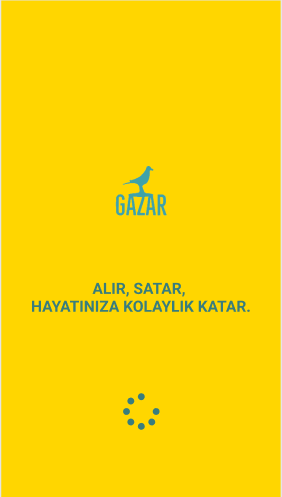 GAZAR
ALIR, SATAR,
HAYATINIZA KOLAYLIK KATAR.